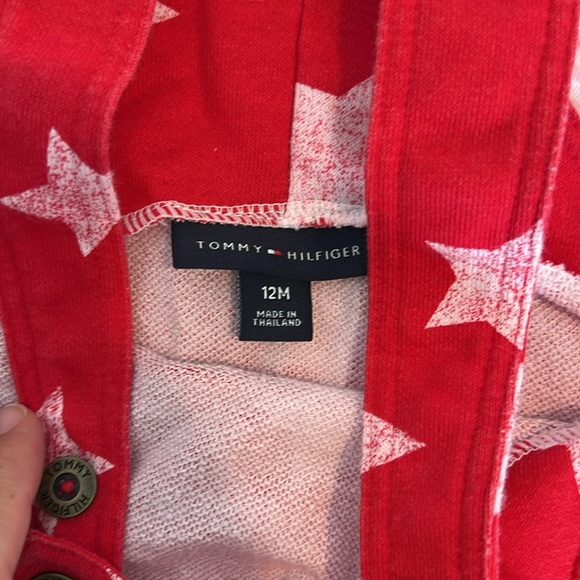 TOMMY HILFIGER
12M
MADE IN
THAILAND
TOMMY
HILFIGER